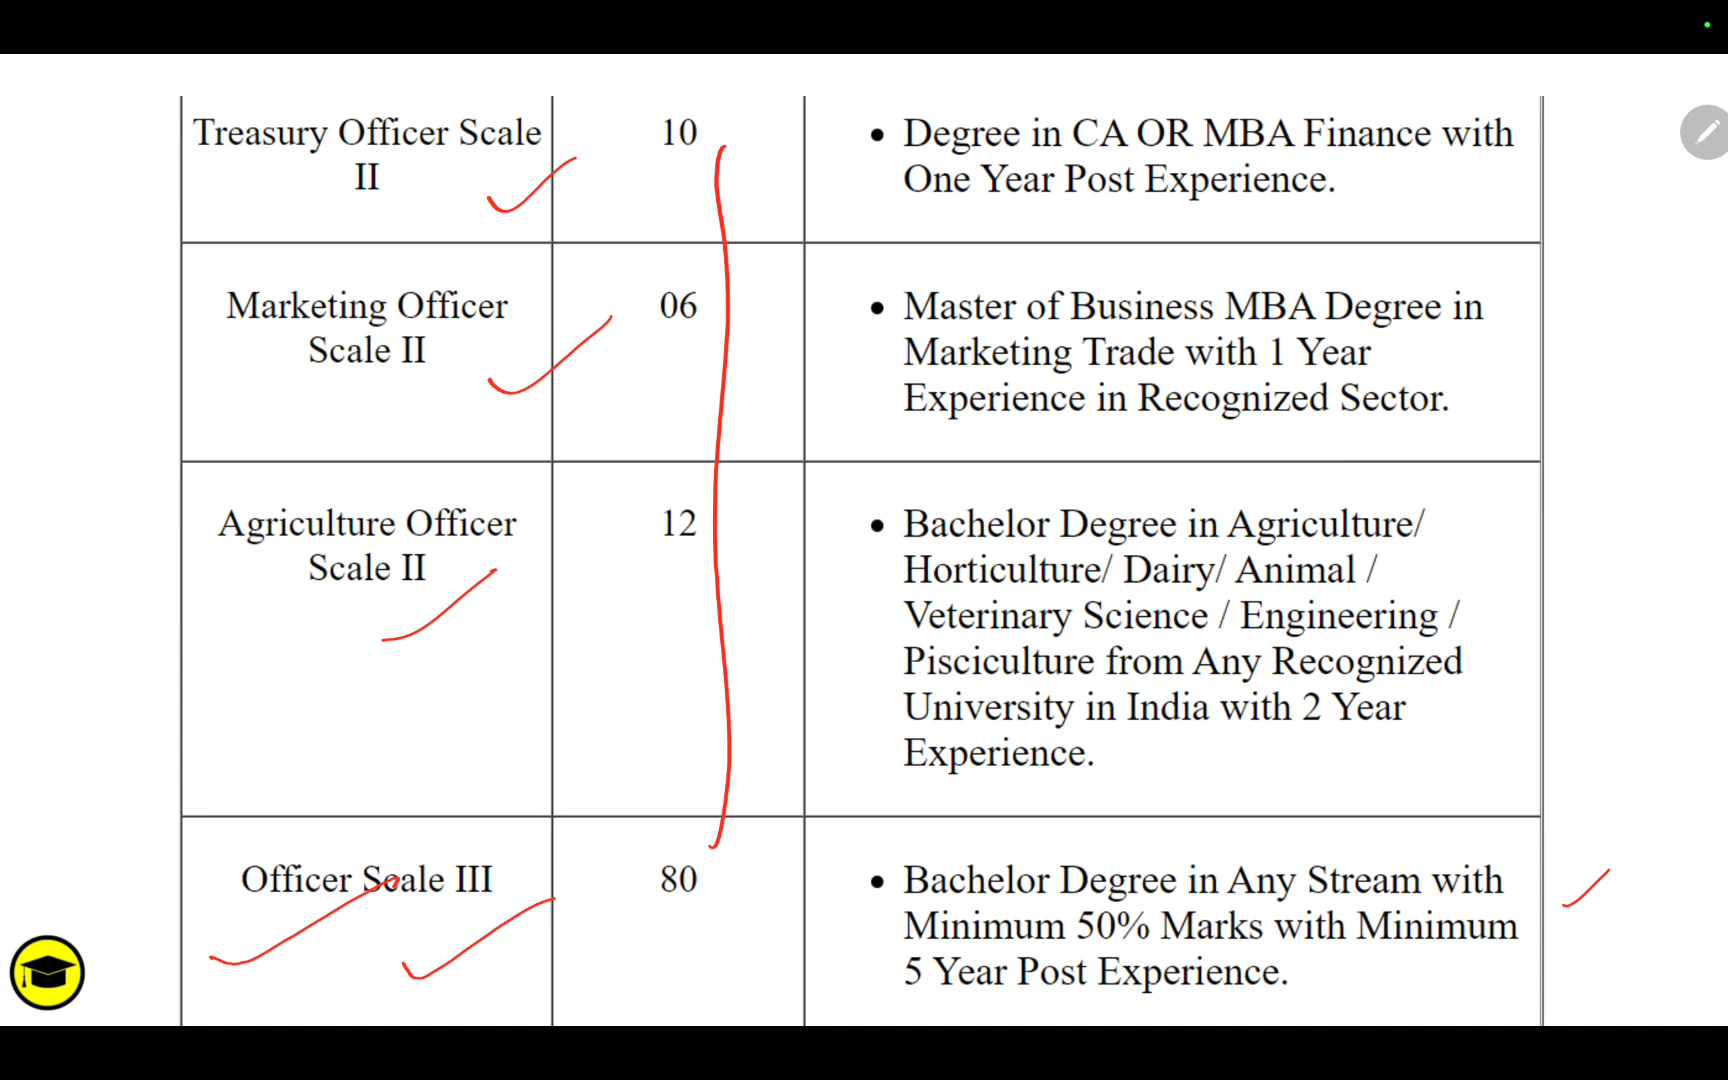 Treasury Officer Scale
II
10
• Degree in CA OR MBA Finance with
One Year Post Experience.
Marketing Officer
Scale II
06
• Master of Business MBA Degree in
Marketing Trade with 1 Year
Experience in Recognized Sector.
Agriculture Officer
Scale II
12
• Bachelor Degree in Agriculture/
Horticulture/ Dairy/ Animal /
Veterinary Science / Engineering /
Pisciculture from Any Recognized
University in India with 2 Year
Experience.
Officer Scale III
80
• Bachelor Degree in Any Stream with
Minimum 50% Marks with Minimum
5 Year Post Experience.